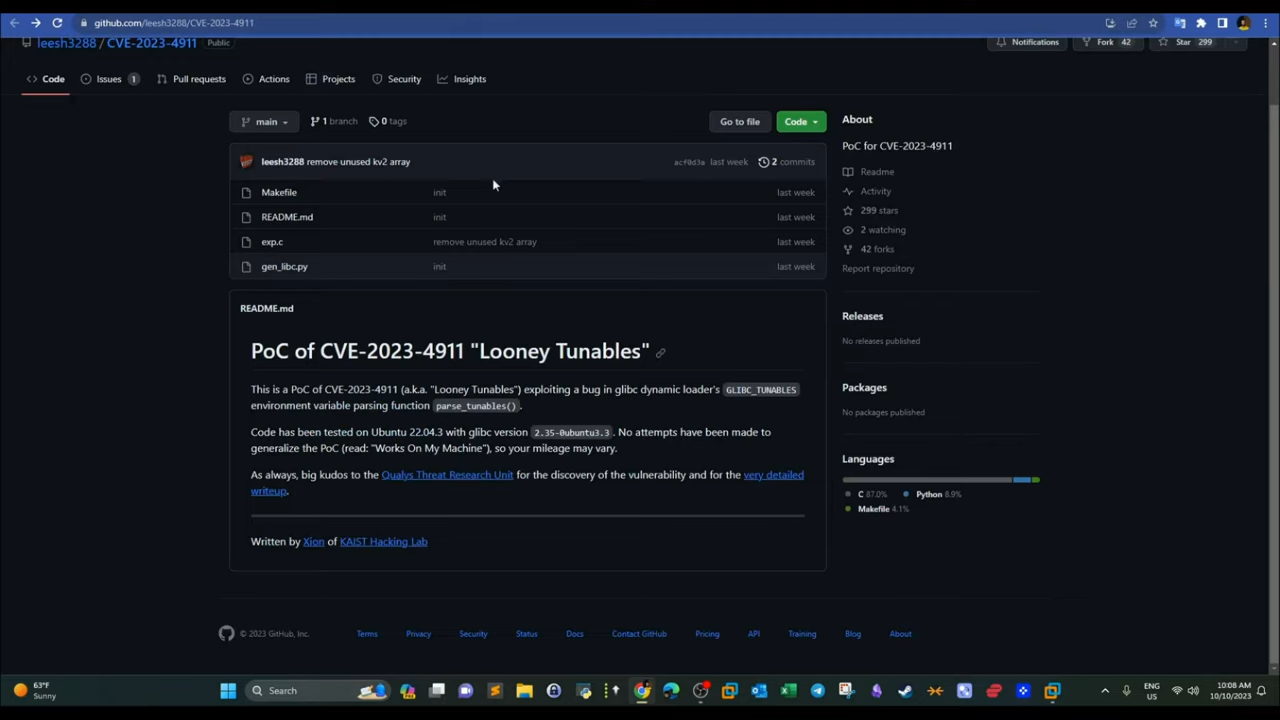 github.com/leesh3288/CVE-2023-4911
leesh3288 / CVE-2023-4911 Public
Notifications Fork 42 Star 299
Code Issues 1 Pull requests Actions Projects Security Insights
main 1 branch 0 tags Go to file Code
leesh3288 remove unused kv2 array acf0d3a last week 2 commits
Makefile init last week
README.md init last week
exp.c remove unused kv2 array last week
gen_libc.py init last week
README.md
PoC of CVE-2023-4911 "Looney Tunables"
This is a PoC of CVE-2023-4911 (a.k.a. "Looney Tunables") exploiting a bug in glibc dynamic loader's GLIBC_TUNABLES
environment variable parsing function parse_tunables().
Code has been tested on Ubuntu 22.04.3 with glibc version 2.35-0ubuntu3.3. No attempts have been made to
generalize the PoC (read: "Works On My Machine"), so your mileage may vary.
As always, big kudos to the Qualys Threat Research Unit for the discovery of the vulnerability and for the very detailed
writeup.
Written by Xion of KAIST Hacking Lab
About
PoC for CVE-2023-4911
Readme
Activity
299 stars
2 watching
42 forks
Report repository
Releases
No releases published
Packages
No packages published
Languages
C 87.0% Python 8.9%
Makefile 4.1%
© 2023 GitHub, Inc. Terms Privacy Security Status Docs Contact GitHub Pricing API Training Blog About
63°F
Sunny
Search
ENG
US
10:08 AM
10/10/2023